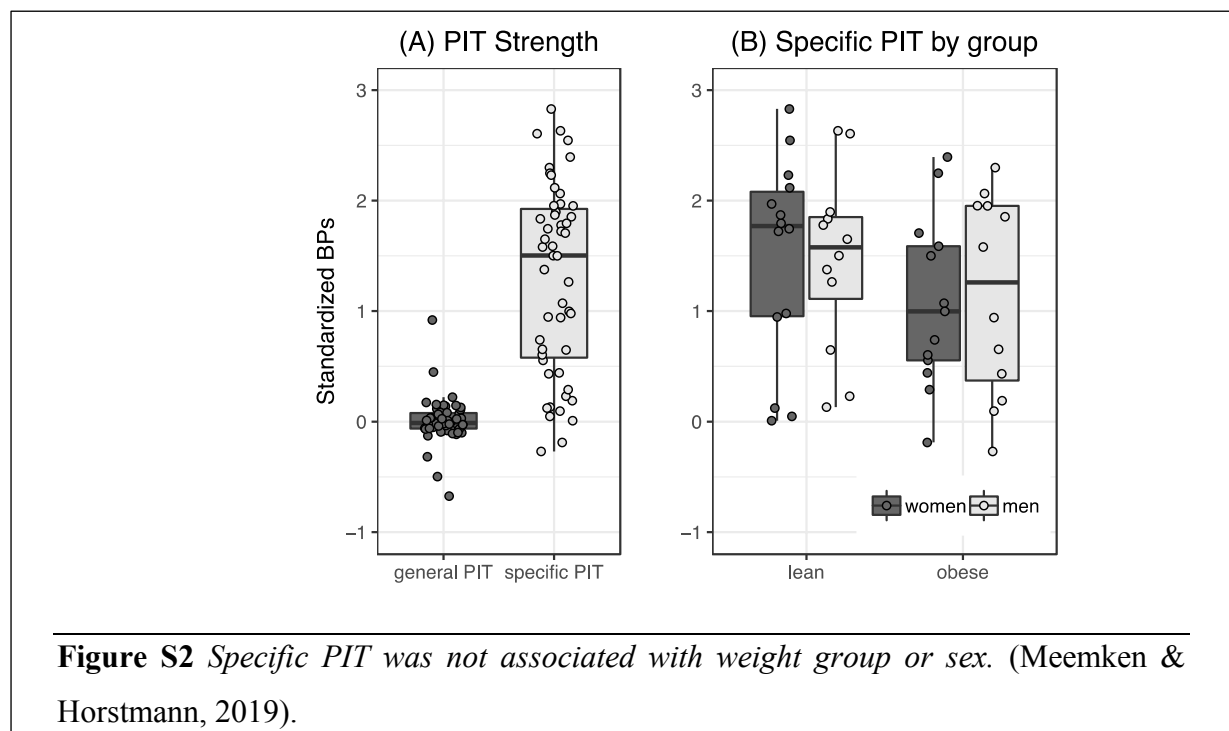 (A) PIT Strength
(B) Specific PIT by group
Standardized BPs
3
2
1
0
−1
general PIT
specific PIT
3
2
1
0
−1
women
men
lean
obese
Figure S2 Specific PIT was not associated with weight group or sex. (Meemken &
Horstmann, 2019).